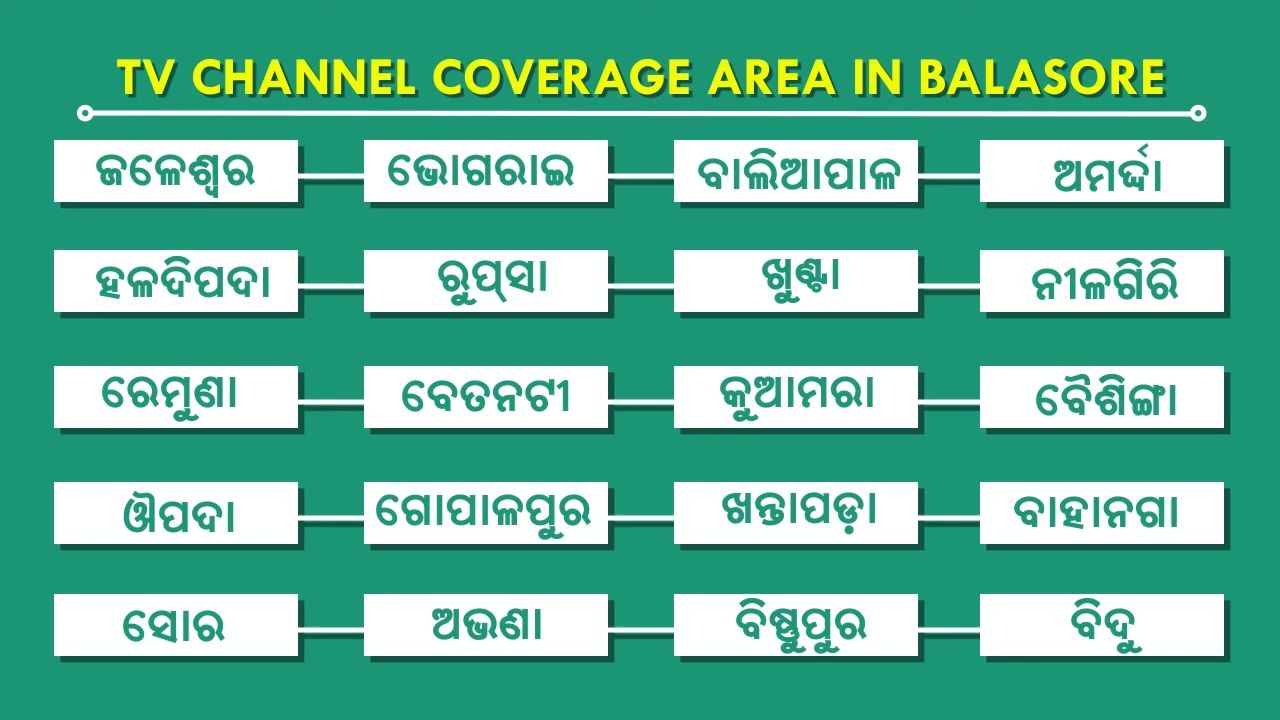 TV CHANNEL COVERAGE AREA IN BALASORE
ଜଳେଶ୍ୱର ଭୋଗରାଇ ବାଲିଆପାଳ ଅମର୍ଦ୍ଦା
ହଳଦିପଦା ରୁପ୍‌ସା ଖୁଣ୍ଟା ନୀଳଗିରି
ରେମୁଣା ବେତନଟୀ କୁଆମରା ବୈଶିଙ୍ଗା
ଔପଦା ଗୋପାଳପୁର ଖନ୍ତାପଡ଼ା ବାହାନଗା
ସୋର ଅଭଣା ବିଷ୍ଣୁପୁର ବିଦୁ